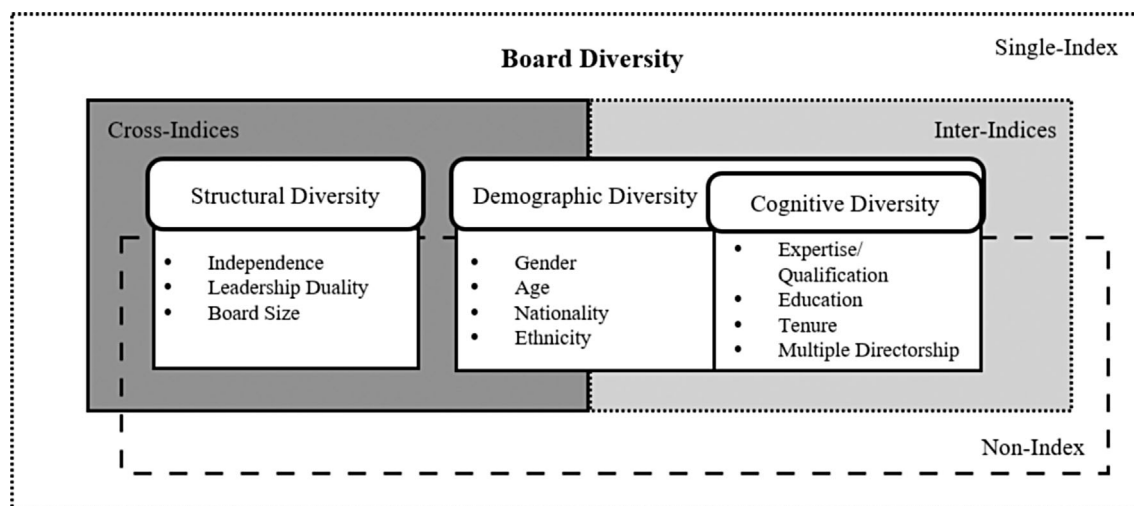 Single-Index
Board Diversity
Cross-Indices
Inter-Indices
Structural Diversity
Demographic Diversity
Cognitive Diversity
• Independence
• Leadership Duality
• Board Size
• Gender
• Age
• Nationality
• Ethnicity
• Expertise/
Qualification
• Education
• Tenure
• Multiple Directorship
Non-Index